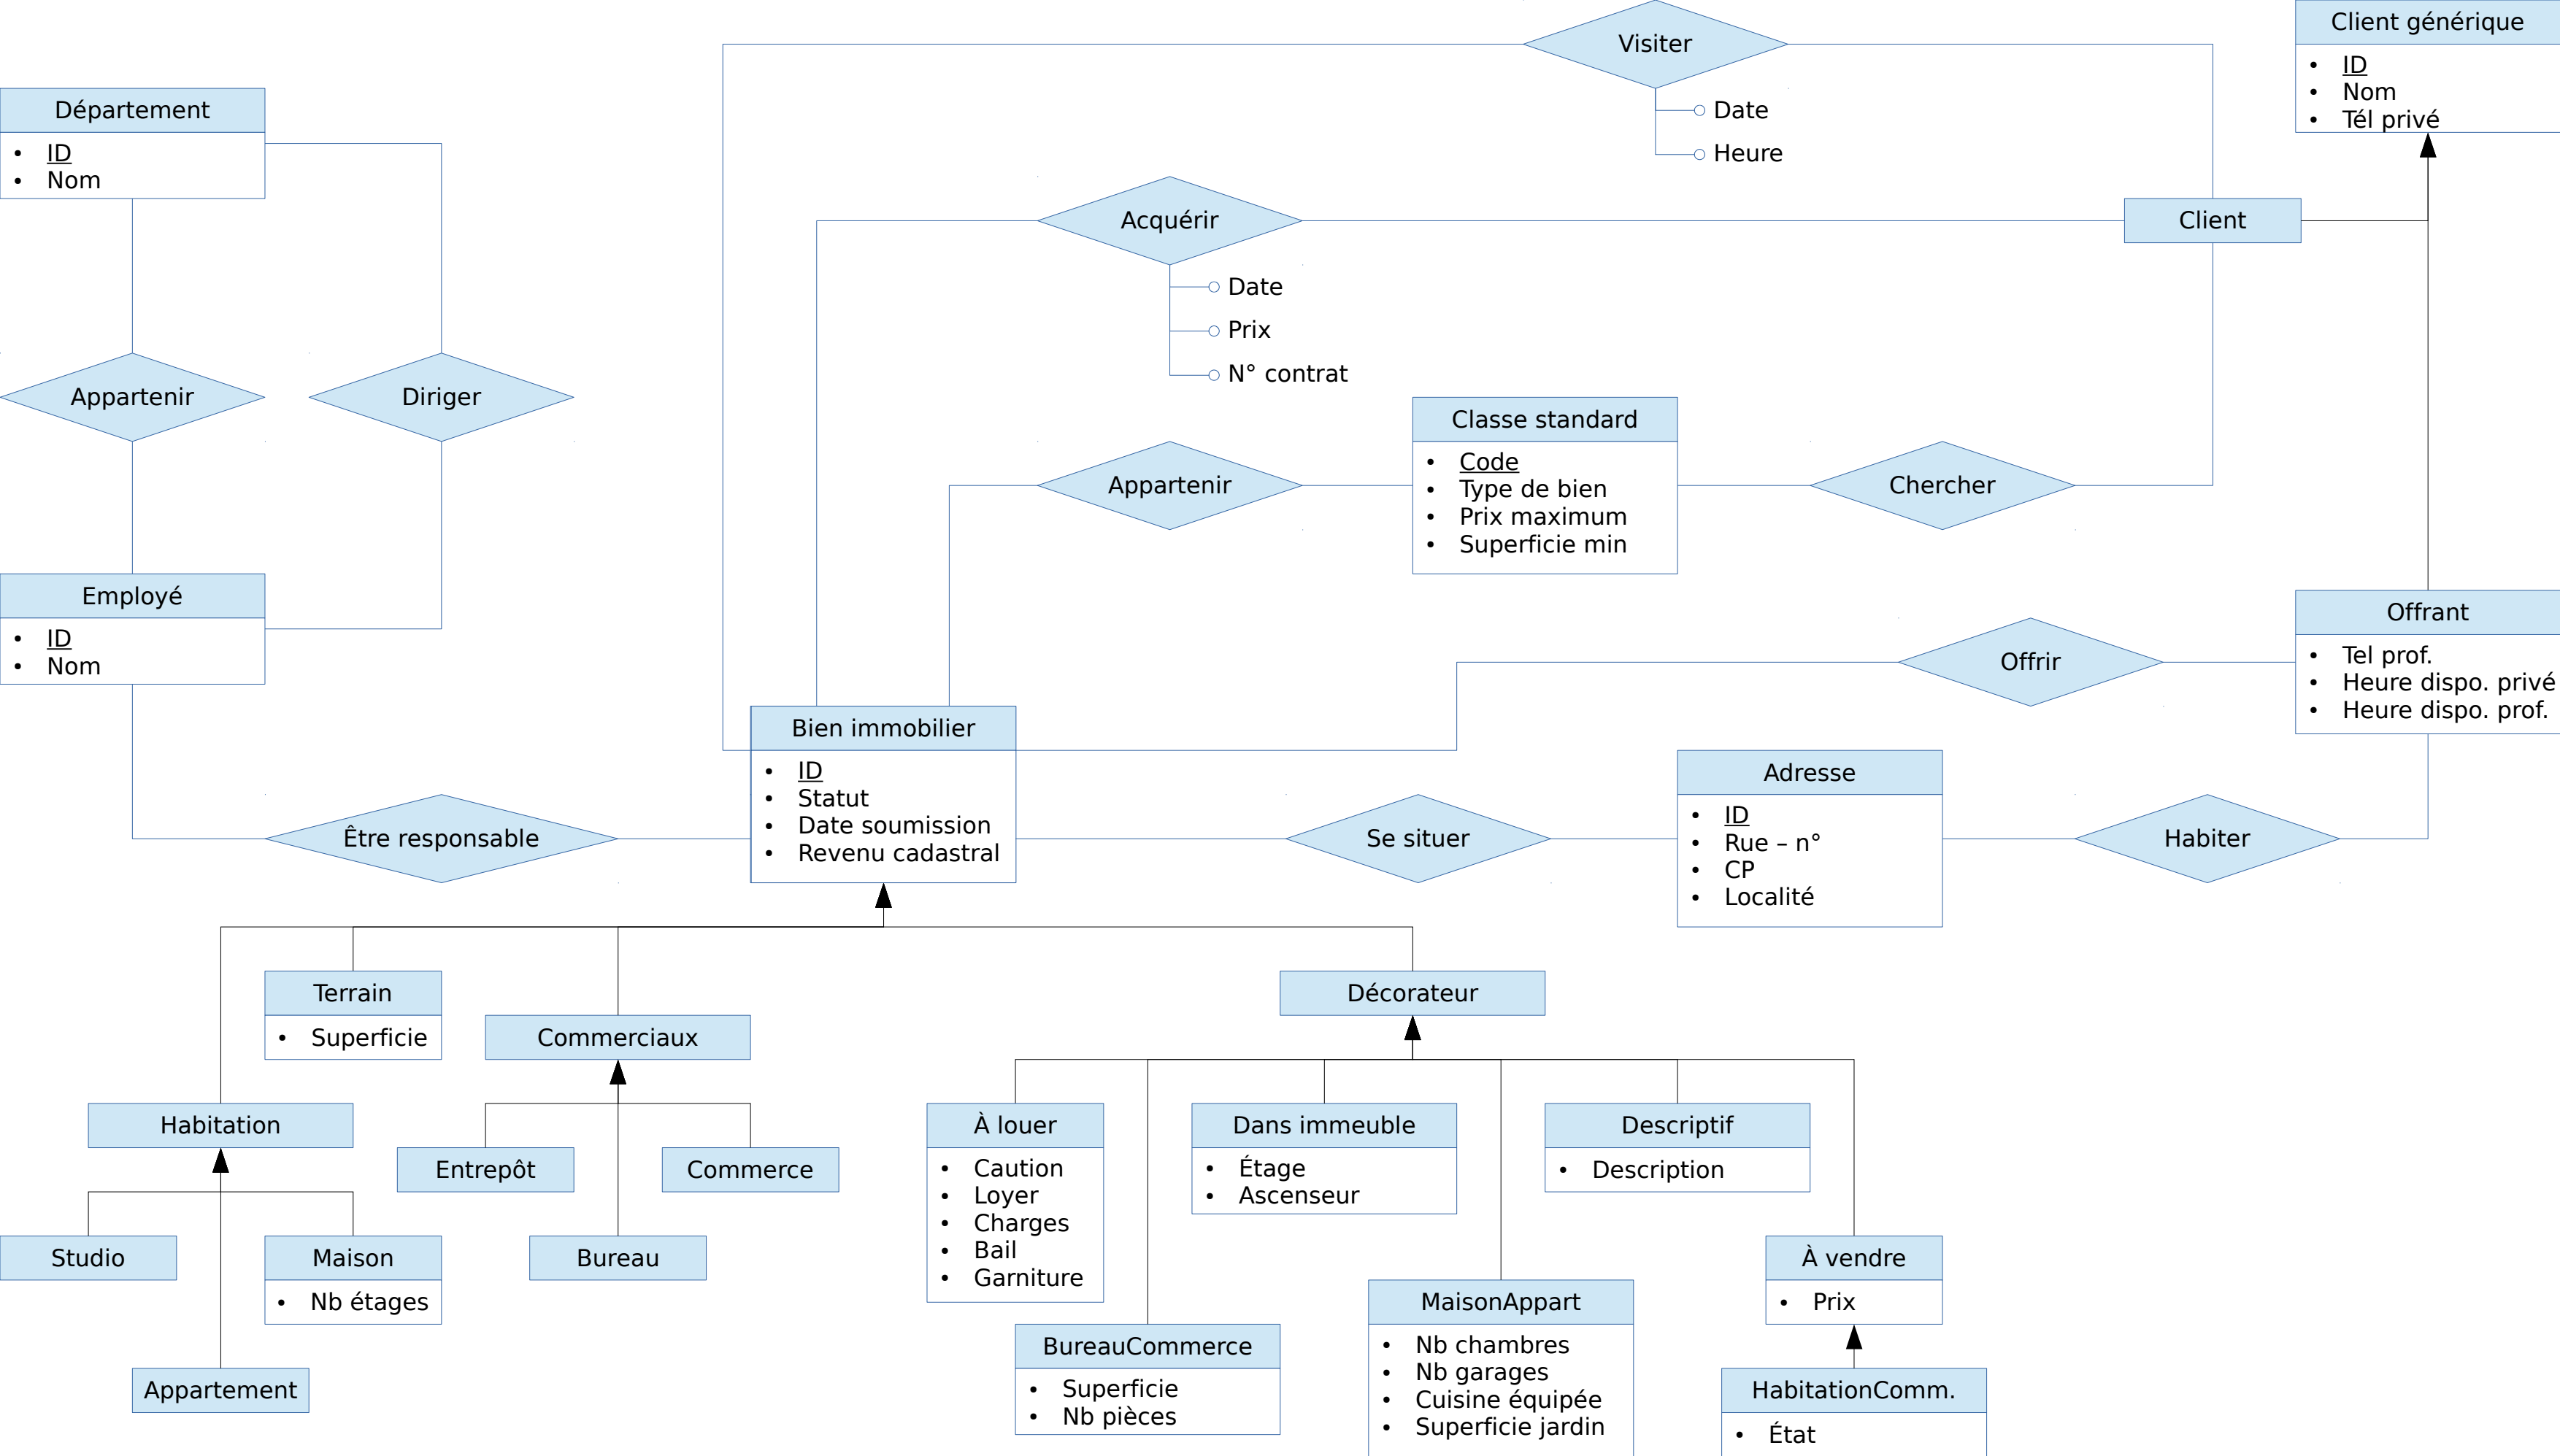 Visiter
Date
Heure
Client générique
ID
Nom
Tél privé
Département
ID
Nom
Acquérir
Date
Prix
N° contrat
Client
Appartenir
Diriger
Classe standard
Code
Type de bien
Prix maximum
Superficie min
Appartenir
Chercher
Employé
ID
Nom
Offrir
Offrant
Tel prof.
Heure dispo. privé
Heure dispo. prof.
Bien immobilier
ID
Statut
Date soumission
Revenu cadastral
Être responsable
Se situer
Adresse
ID
Rue – n°
CP
Localité
Habiter
Terrain
Superficie
Commerciaux
Décorateur
Habitation
Entrepôt
Commerce
Studio
Maison
Nb étages
Bureau
Appartement
À louer
Caution
Loyer
Charges
Bail
Garniture
Dans immeuble
Étage
Ascenseur
Descriptif
Description
À vendre
Prix
BureauCommerce
Superficie
Nb pièces
MaisonAppart
Nb chambres
Nb garages
Cuisine équipée
Superficie jardin
HabitationComm.
État